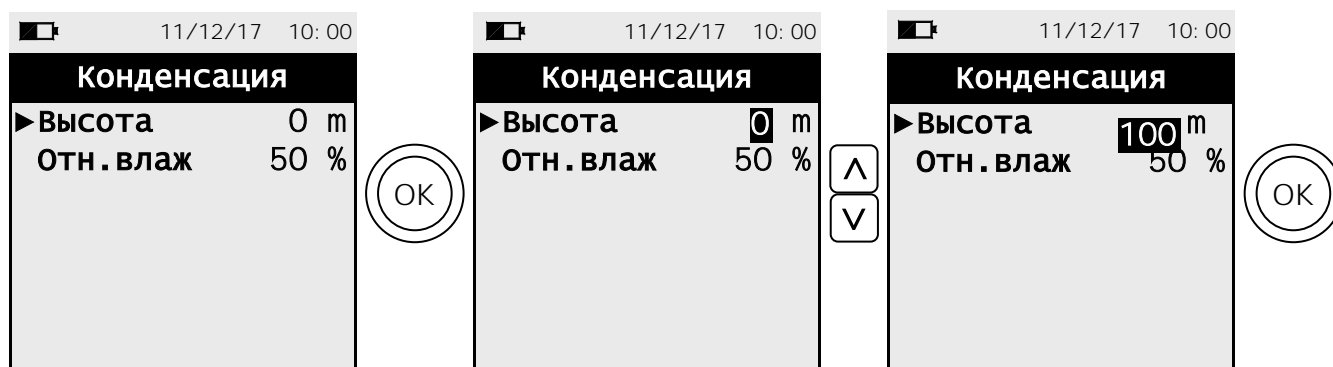 11/12/17 10:00
Конденсация
►Высота 0 m
Отн.влаж 50 %
OK
11/12/17 10:00
Конденсация
►Высота 0 m
Отн.влаж 50 %
11/12/17 10:00
Конденсация
►Высота 100 m
Отн.влаж 50 %
OK